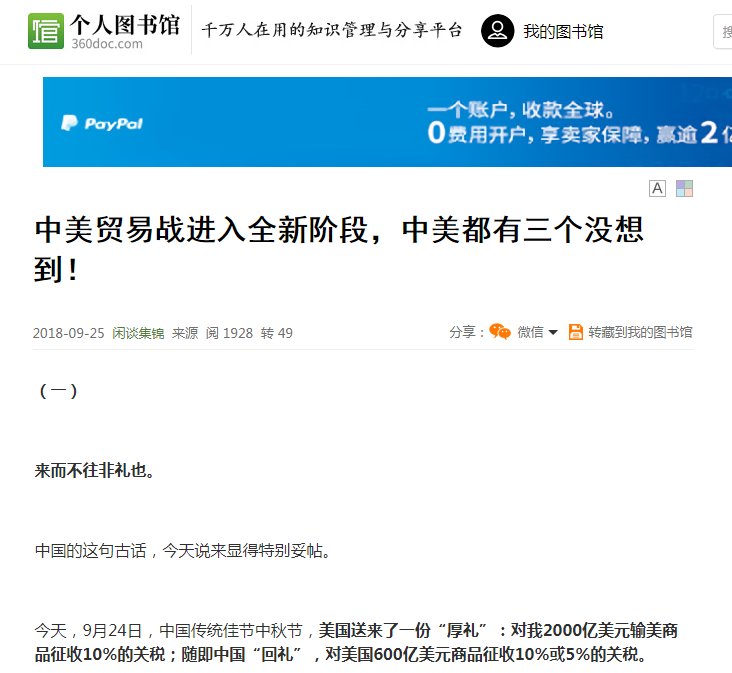 馆 个人图书馆 千万人在用的知识管理与分享平台 我的图书馆
360doc.com
PayPal 一个账户，收款全球。
0费用开户，享卖家保障，赢逾2亿
A
中美贸易战进入全新阶段，中美都有三个没想
到！
2018-09-25 闲谈集锦 来源 阅 1928 转 49 分享： 微信 转藏到我的图书馆
（一）
来而不往非礼也。
中国的这句古话，今天说来显得特别妥帖。
今天，9月24日，中国传统佳节中秋节，美国送来了一份“厚礼”：对我2000亿美元输美商
品征收10%的关税；随即中国“回礼”，对美国600亿美元商品征收10%或5%的关税。